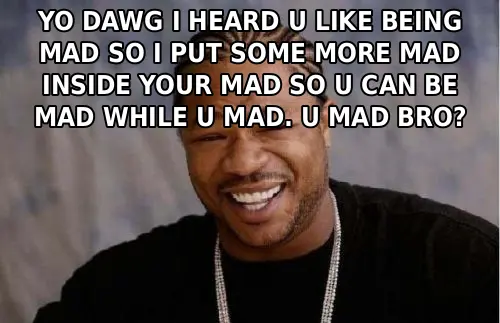 YO DAWG I HEARD U LIKE BEING
MAD SO I PUT SOME MORE MAD
INSIDE YOUR MAD SO U CAN BE
MAD WHILE U MAD. U MAD BRO?